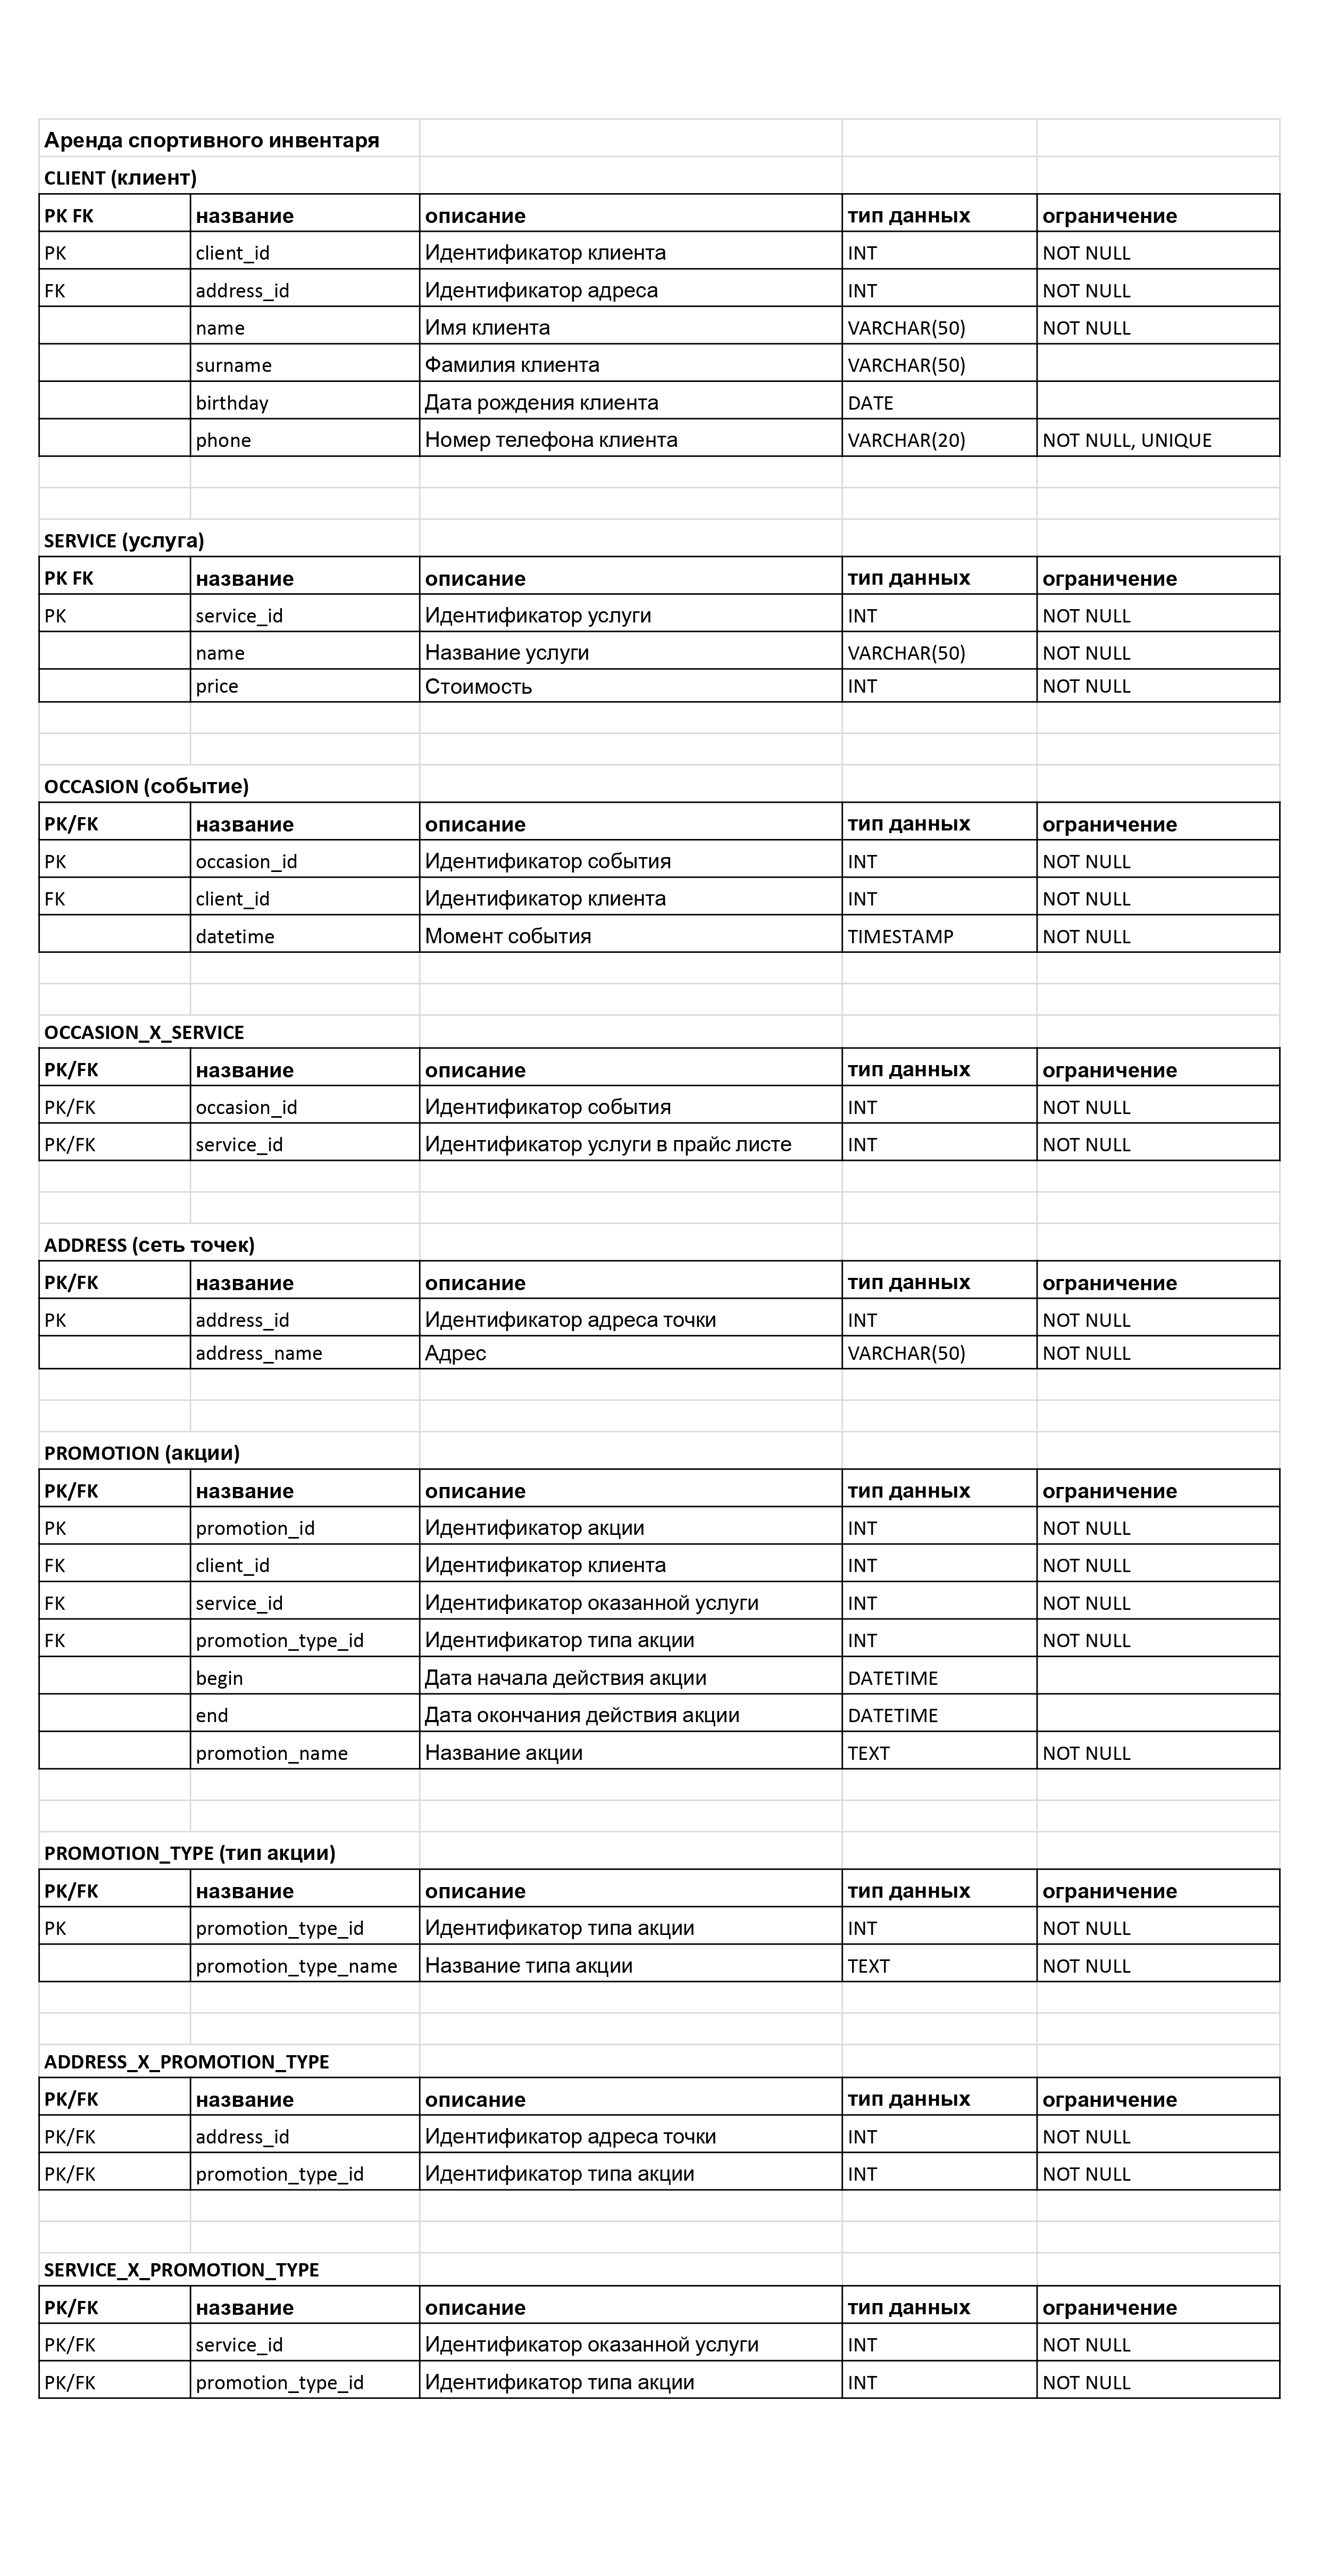 Аренда спортивного инвентаря
CLIENT (клиент)
PK FK название описание тип данных ограничение
PK client_id Идентификатор клиента INT NOT NULL
FK address_id Идентификатор адреса INT NOT NULL
name Имя клиента VARCHAR(50) NOT NULL
surname Фамилия клиента VARCHAR(50)
birthday Дата рождения клиента DATE
phone Номер телефона клиента VARCHAR(20) NOT NULL, UNIQUE
SERVICE (услуга)
PK FK название описание тип данных ограничение
PK service_id Идентификатор услуги INT NOT NULL
name Название услуги VARCHAR(50) NOT NULL
price Стоимость INT NOT NULL
OCCASION (событие)
PK/FK название описание тип данных ограничение
PK occasion_id Идентификатор события INT NOT NULL
FK client_id Идентификатор клиента INT NOT NULL
datetime Момент события TIMESTAMP NOT NULL
OCCASION_X_SERVICE
PK/FK название описание тип данных ограничение
PK/FK occasion_id Идентификатор события INT NOT NULL
PK/FK service_id Идентификатор услуги в прайс листе INT NOT NULL
ADDRESS (сеть точек)
PK/FK название описание тип данных ограничение
PK address_id Идентификатор адреса точки INT NOT NULL
address_name Адрес VARCHAR(50) NOT NULL
PROMOTION (акции)
PK/FK название описание тип данных ограничение
PK promotion_id Идентификатор акции INT NOT NULL
FK client_id Идентификатор клиента INT NOT NULL
FK service_id Идентификатор оказанной услуги INT NOT NULL
FK promotion_type_id Идентификатор типа акции INT NOT NULL
begin Дата начала действия акции DATETIME
end Дата окончания действия акции DATETIME
promotion_name Название акции TEXT NOT NULL
PROMOTION_TYPE (тип акции)
PK/FK название описание тип данных ограничение
PK promotion_type_id Идентификатор типа акции INT NOT NULL
promotion_type_name Название типа акции TEXT NOT NULL
ADDRESS_X_PROMOTION_TYPE
PK/FK название описание тип данных ограничение
PK/FK address_id Идентификатор адреса точки INT NOT NULL
PK/FK promotion_type_id Идентификатор типа акции INT NOT NULL
SERVICE_X_PROMOTION_TYPE
PK/FK название описание тип данных ограничение
PK/FK service_id Идентификатор оказанной услуги INT NOT NULL
PK/FK promotion_type_id Идентификатор типа акции INT NOT NULL